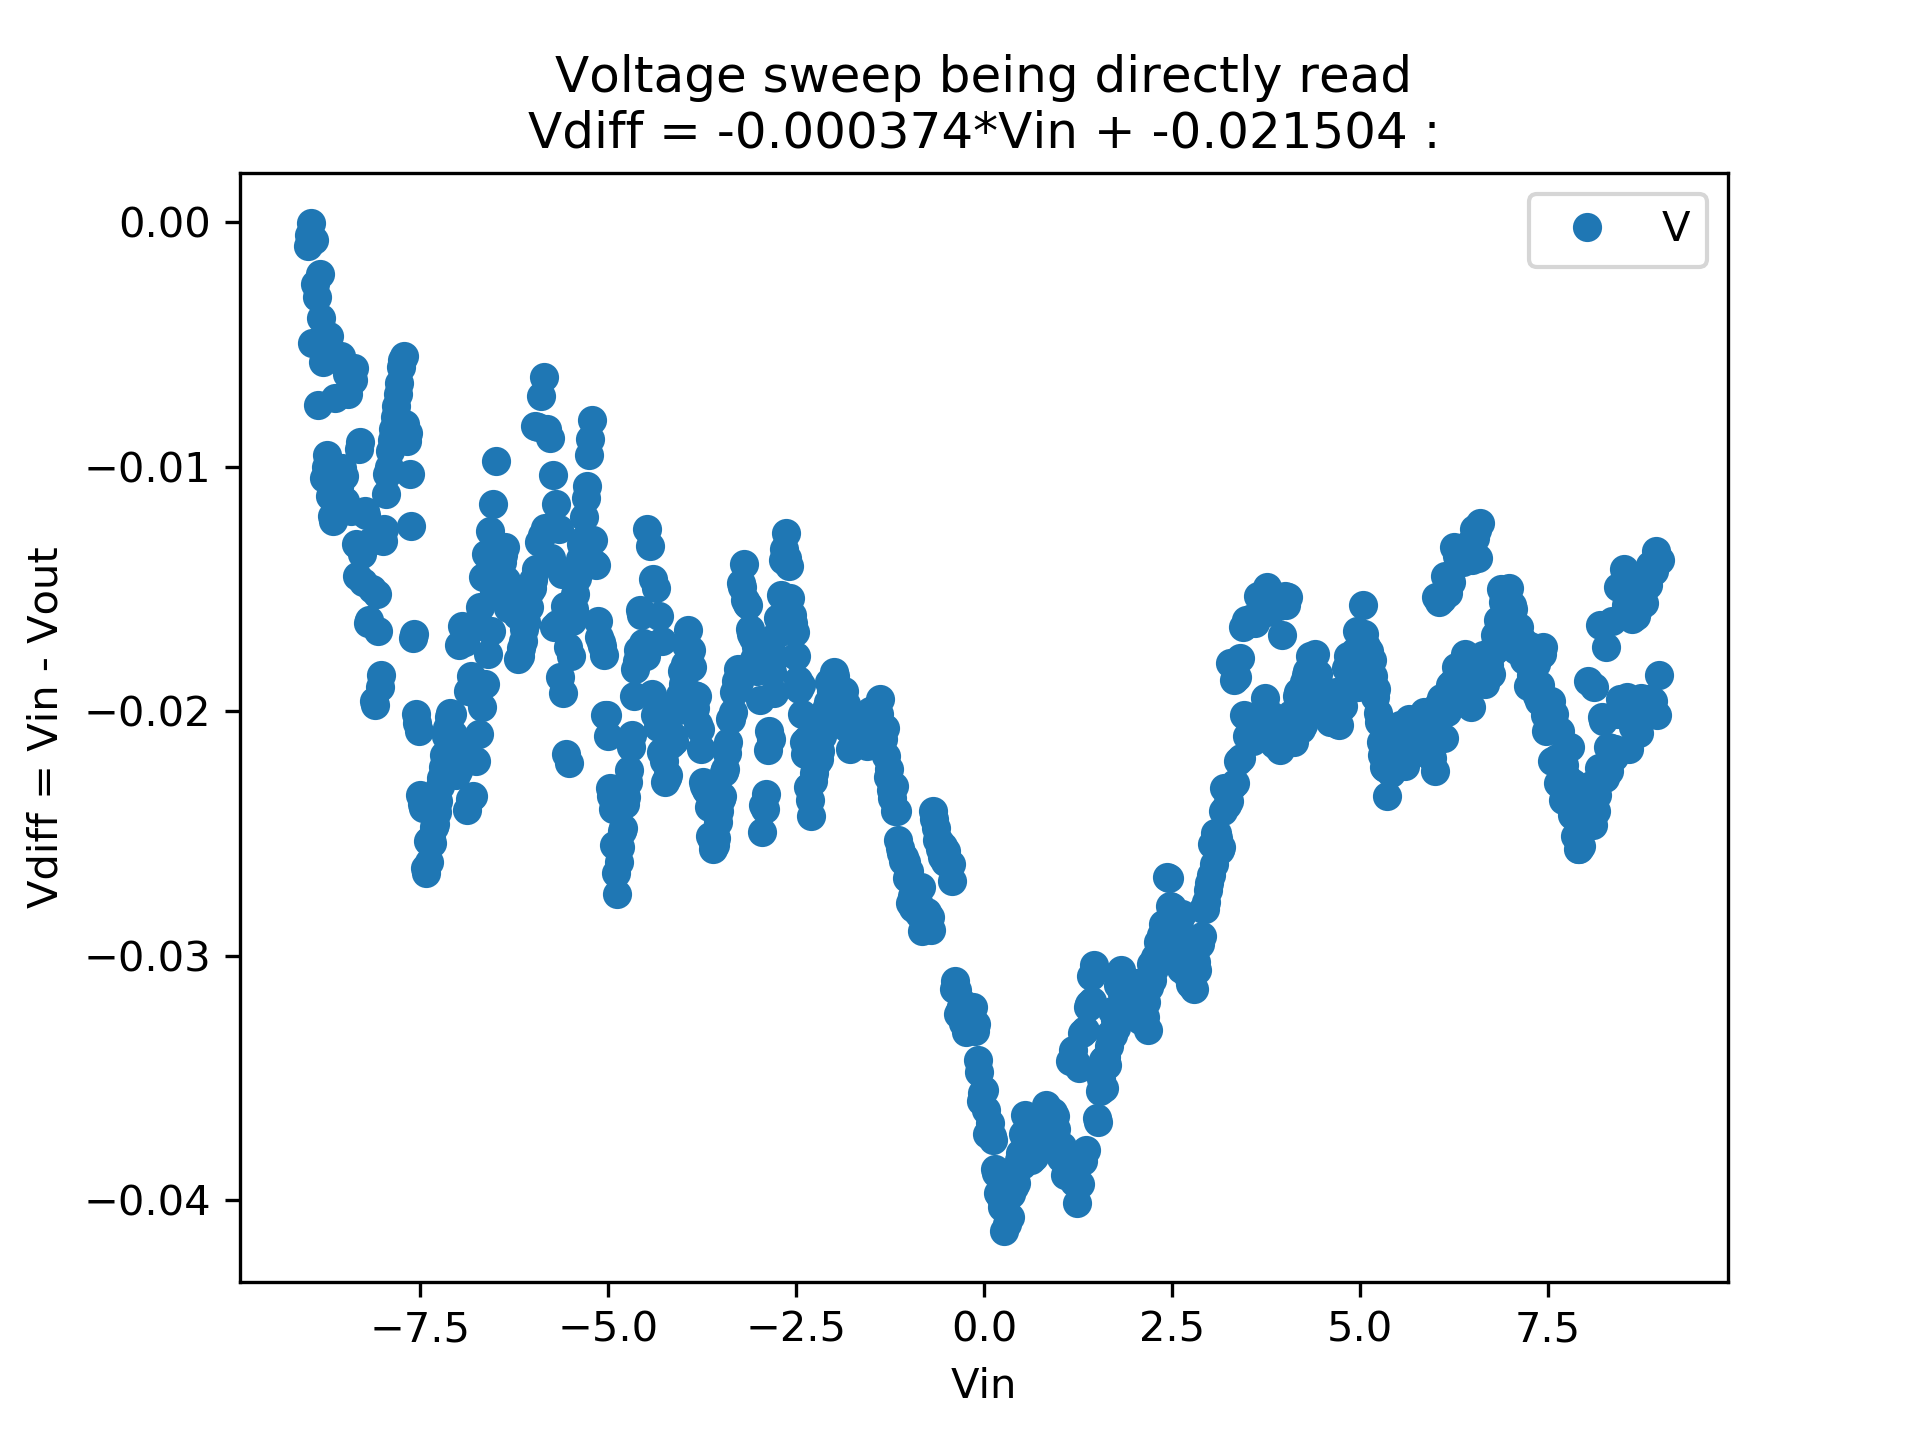 Voltage sweep being directly read
Vdiff = -0.000374*Vin + -0.021504 :
V
0.00
−0.01
−0.02
−0.03
−0.04
Vdiff = Vin - Vout
−7.5
−5.0
−2.5
0.0
2.5
5.0
7.5
Vin